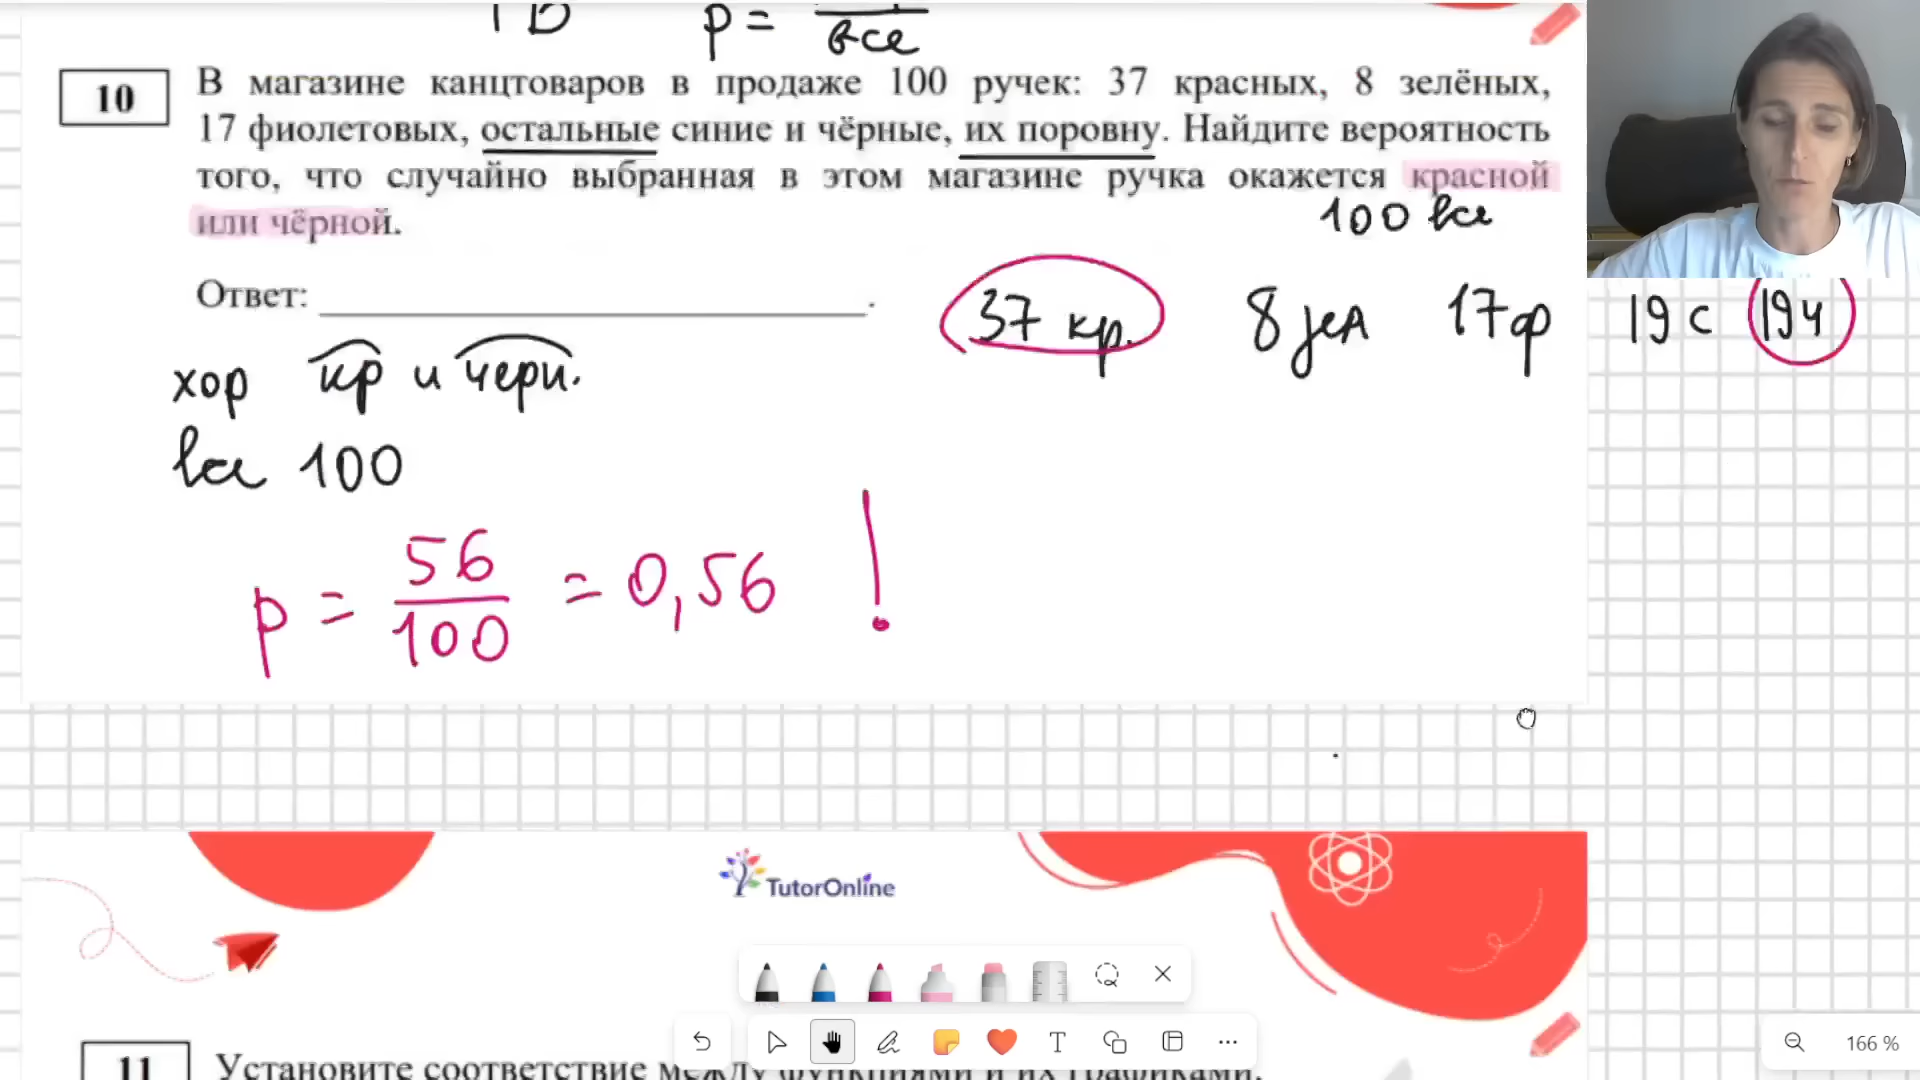 p = все
10
В магазине канцтоваров в продаже 100 ручек: 37 красных, 8 зелёных,
17 фиолетовых, остальные синие и чёрные, их поровну. Найдите вероятность
того, что случайно выбранная в этом магазине ручка окажется красной
или чёрной.
100 все
Ответ: ______________________.
37 кр. 8 зел 17ф 19 с 19ч
хор кр и черн.
все 100
p = 56/100 = 0,56 !
TutorOnline
11 Установите соответствие между функциями и их графиками.
166 %